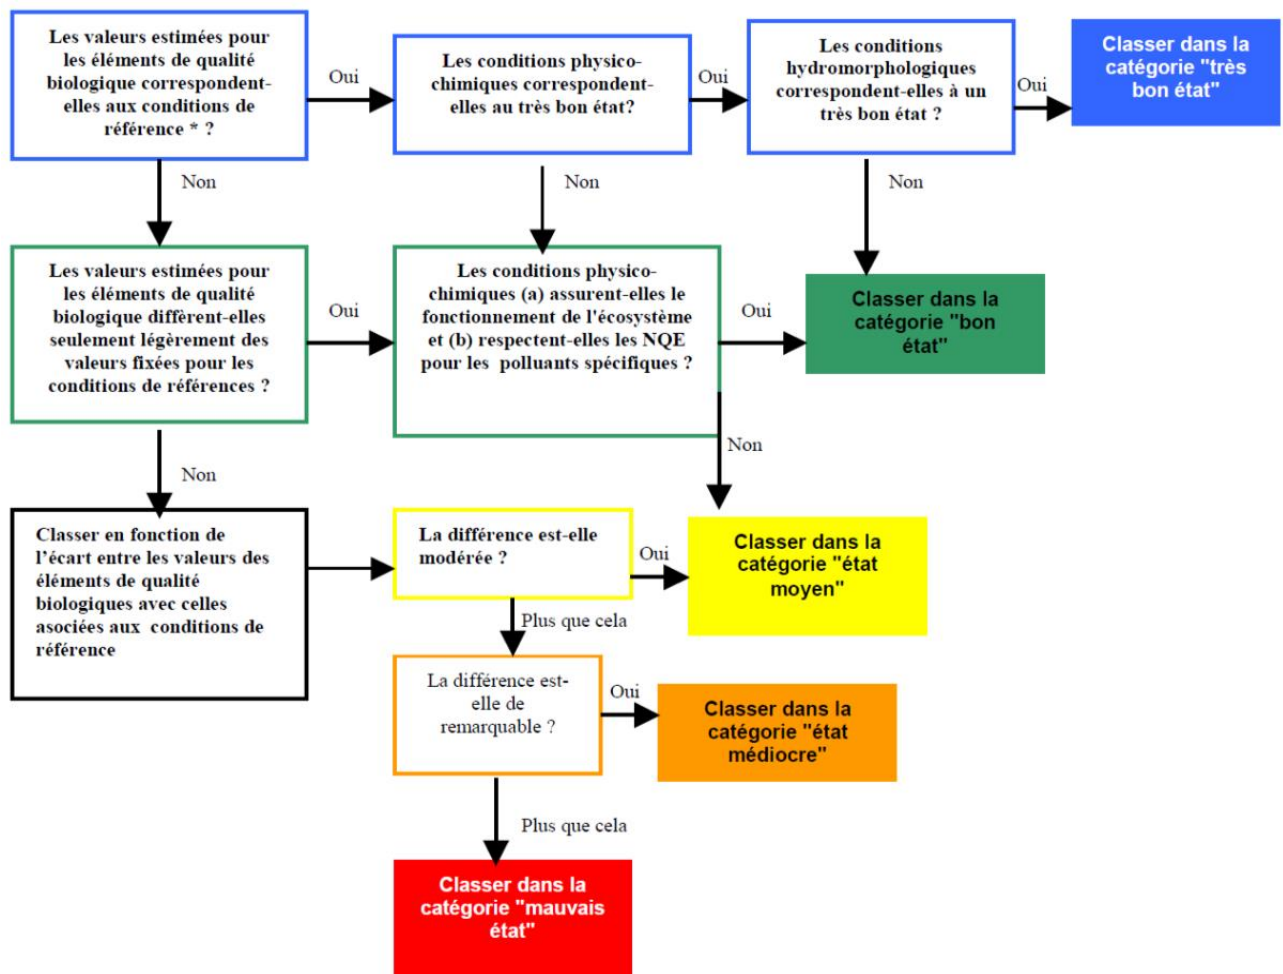 Les valeurs estimées pour
les éléments de qualité
biologique correspondent-
elles aux conditions de
référence * ?
Oui
Les conditions physico-
chimiques correspondent-
elles au très bon état?
Oui
Les conditions
hydromorphologiques
correspondent-elles à un
très bon état ?
Oui
Classer dans la
catégorie "très
bon état"
Non
Non
Non
Les valeurs estimées pour
les éléments de qualité
biologique diffèrent-elles
seulement légèrement des
valeurs fixées pour les
conditions de références ?
Oui
Les conditions physico-
chimiques (a) assurent-elles le
fonctionnement de l'écosystème
et (b) respectent-elles les NQE
pour les polluants spécifiques ?
Oui
Classer dans la
catégorie "bon
état"
Non
Non
Classer en fonction de
l'écart entre les valeurs des
éléments de qualité
biologiques avec celles
asociées aux conditions de
référence
La différence est-elle
modérée ?
Oui
Classer dans la
catégorie "état
moyen"
Plus que cela
La différence est-
elle de
remarquable ?
Oui
Classer dans la
catégorie "état
médiocre"
Plus que cela
Classer dans la
catégorie "mauvais
état"